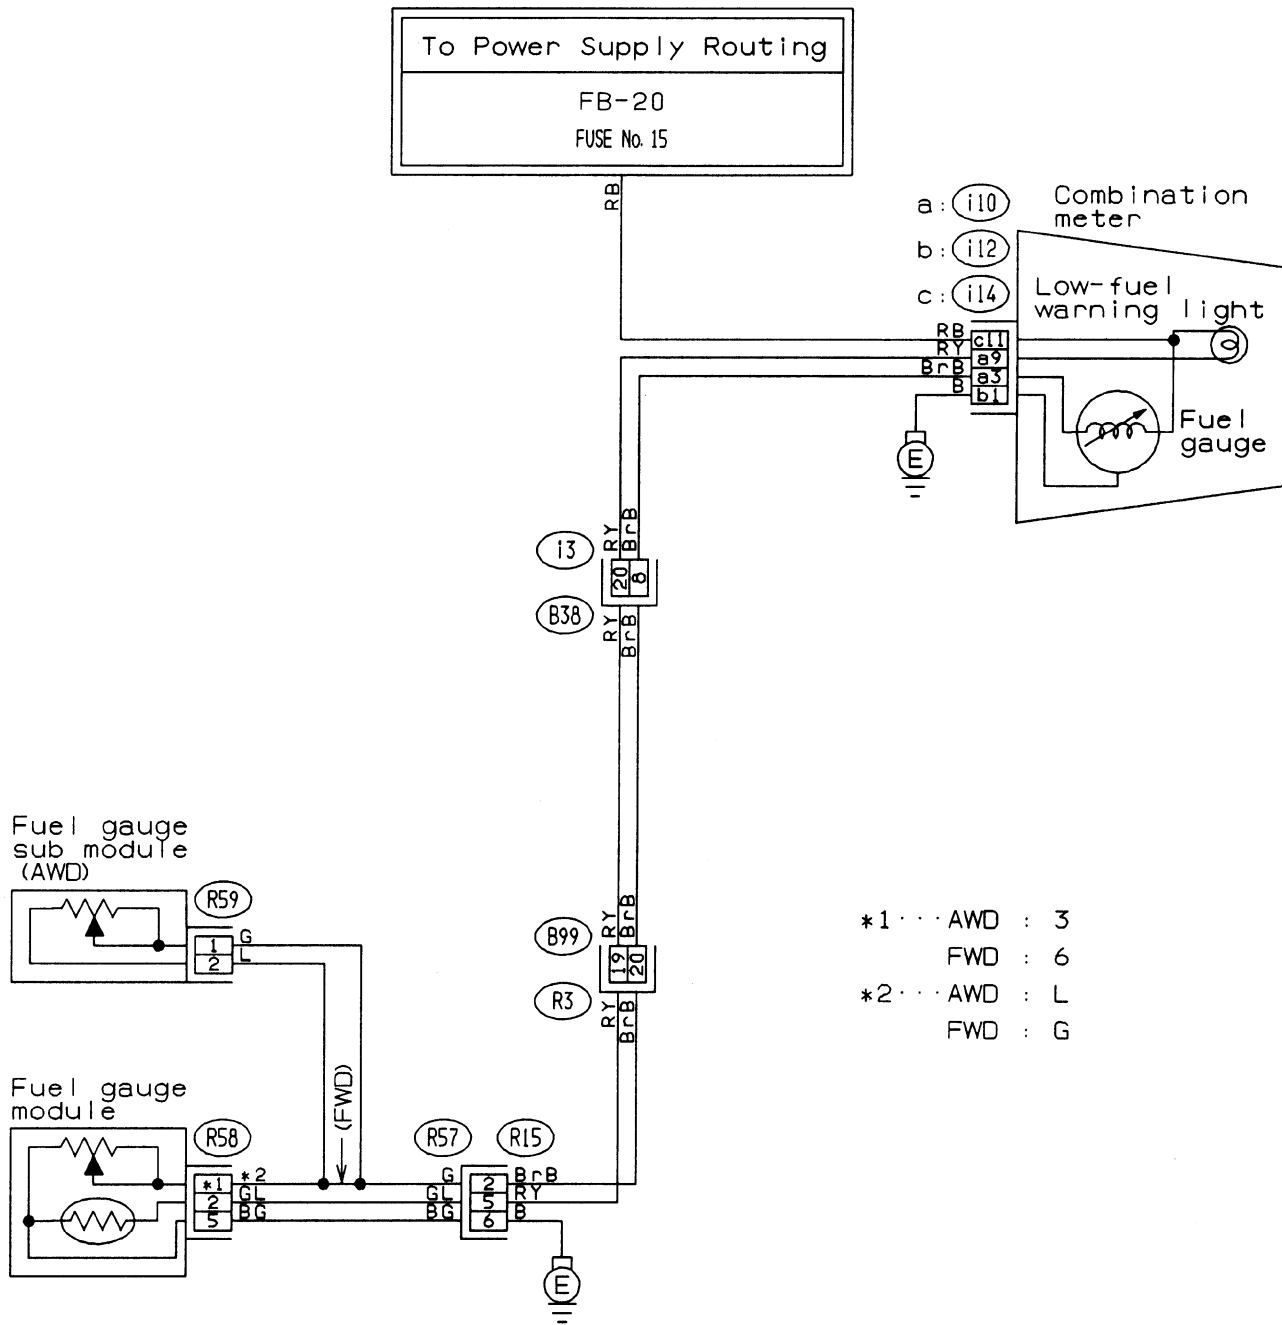 To Power Supply Routing
FB-20
FUSE No. 15
RB
a: i10
b: i12
c: i14
Combination
meter
Low-fuel
warning light
RB
RY
BrB
B
c11
a9
a3
b1
Fuel
gauge
E
RY
BrB
i3
20
8
B38
RY
BrB
Fuel gauge
sub module
(AWD)
R59
1
2
G
L
RY
BrB
B99
19
20
R3
RY
BrB
*1··· AWD : 3
FWD : 6
*2··· AWD : L
FWD : G
(FWD)
Fuel gauge
module
R58
*1
2
5
*2
GL
BG
R57
R15
G
GL
BG
2
5
6
BrB
RY
B
E